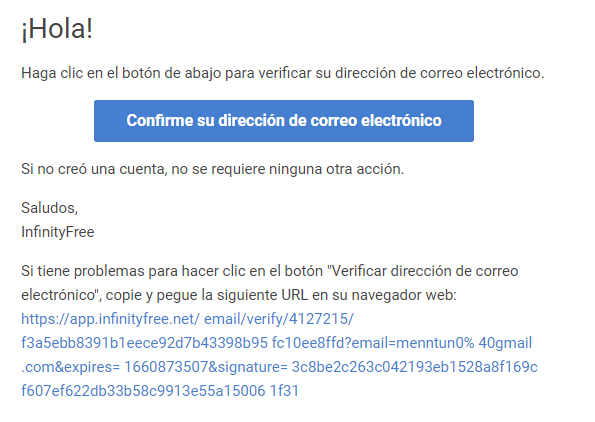 ¡Hola!
Haga clic en el botón de abajo para verificar su dirección de correo electrónico.
Confirme su dirección de correo electrónico
Si no creó una cuenta, no se requiere ninguna otra acción.
Saludos,
InfinityFree
Si tiene problemas para hacer clic en el botón "Verificar dirección de correo
electrónico", copie y pegue la siguiente URL en su navegador web:
https://app.infinityfree.net/ email/verify/4127215/
f3a5ebb8391b1eece92d7b43398b95 fc10ee8ffd?email=menntun0% 40gmail
.com&expires= 1660873507&signature= 3c8be2c263c042193eb1528a8f169c
f607ef622db33b58c9913e55a15006 1f31